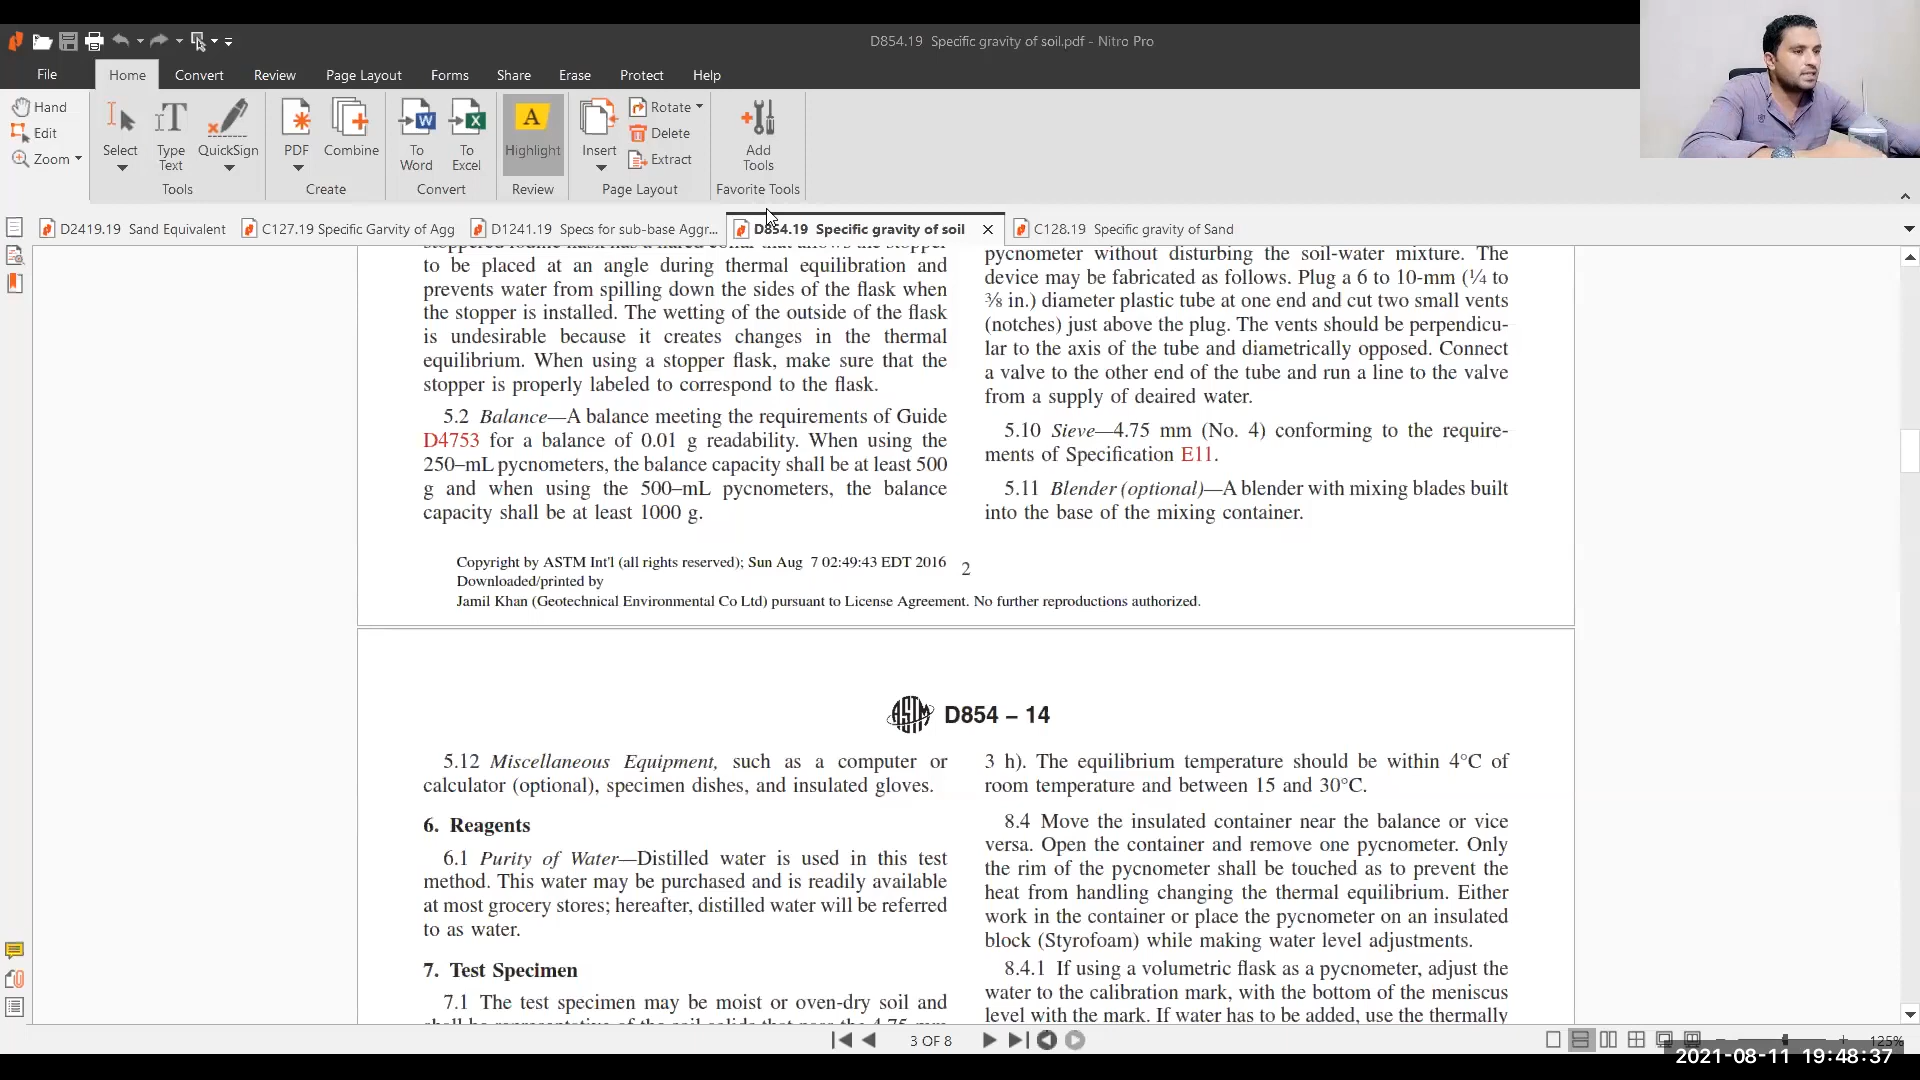 D854.19 Specific gravity of soil.pdf - Nitro Pro
File Home Convert Review Page Layout Forms Share Erase Protect Help
Hand
Edit
Zoom
Select
Type Text
QuickSign
Tools
PDF
Combine
Create
To Word
To Excel
Convert
Highlight
Review
Insert
Rotate
Delete
Extract
Page Layout
Add Tools
Favorite Tools
D2419.19 Sand Equivalent
C127.19 Specific Garvity of Agg
D1241.19 Specs for sub-base Aggr...
D854.19 Specific gravity of soil
C128.19 Specific gravity of Sand
to be placed at an angle during thermal equilibration and
prevents water from spilling down the sides of the flask when
the stopper is installed. The wetting of the outside of the flask
is undesirable because it creates changes in the thermal
equilibrium. When using a stopper flask, make sure that the
stopper is properly labeled to correspond to the flask.
5.2 Balance—A balance meeting the requirements of Guide
D4753 for a balance of 0.01 g readability. When using the
250–mL pycnometers, the balance capacity shall be at least 500
g and when using the 500–mL pycnometers, the balance
capacity shall be at least 1000 g.
pycnometer without disturbing the soil-water mixture. The
device may be fabricated as follows. Plug a 6 to 10-mm (1⁄4 to
3⁄8 in.) diameter plastic tube at one end and cut two small vents
(notches) just above the plug. The vents should be perpendicu-
lar to the axis of the tube and diametrically opposed. Connect
a valve to the other end of the tube and run a line to the valve
from a supply of deaired water.
5.10 Sieve—4.75 mm (No. 4) conforming to the require-
ments of Specification E11.
5.11 Blender (optional)—A blender with mixing blades built
into the base of the mixing container.
Copyright by ASTM Int'l (all rights reserved); Sun Aug 7 02:49:43 EDT 2016
2
Downloaded/printed by
Jamil Khan (Geotechnical Environmental Co Ltd) pursuant to License Agreement. No further reproductions authorized.
ASTM D854 – 14
5.12 Miscellaneous Equipment, such as a computer or
calculator (optional), specimen dishes, and insulated gloves.
6. Reagents
6.1 Purity of Water—Distilled water is used in this test
method. This water may be purchased and is readily available
at most grocery stores; hereafter, distilled water will be referred
to as water.
7. Test Specimen
7.1 The test specimen may be moist or oven-dry soil and
3 h). The equilibrium temperature should be within 4°C of
room temperature and between 15 and 30°C.
8.4 Move the insulated container near the balance or vice
versa. Open the container and remove one pycnometer. Only
the rim of the pycnometer shall be touched as to prevent the
heat from handling changing the thermal equilibrium. Either
work in the container or place the pycnometer on an insulated
block (Styrofoam) while making water level adjustments.
8.4.1 If using a volumetric flask as a pycnometer, adjust the
water to the calibration mark, with the bottom of the meniscus
level with the mark. If water has to be added, use the thermally
3 OF 8
125%
2021-08-11 19:48:37